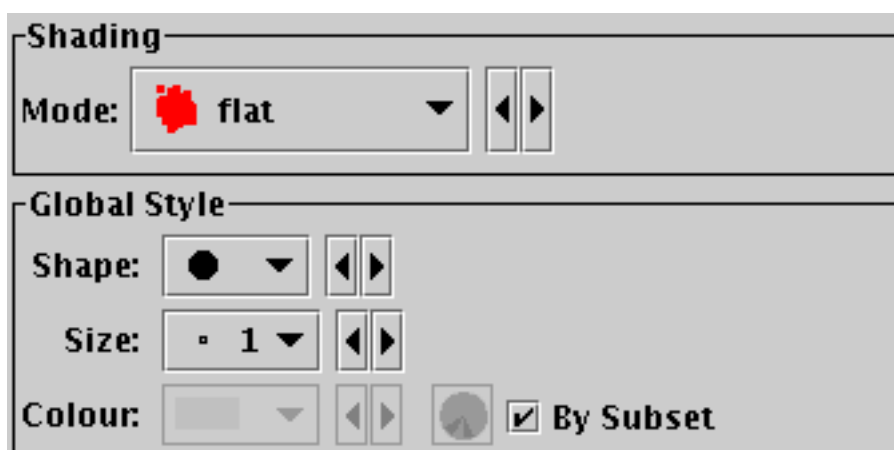 Shading
Mode: flat
Global Style
Shape:
Size: 1
Colour: By Subset